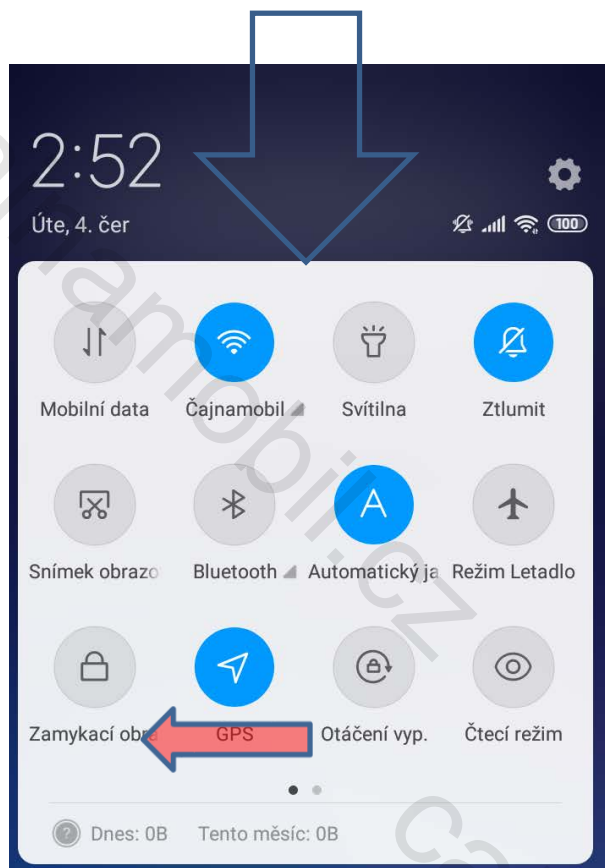 2:52
Úte, 4. čer
100
Mobilní data
Čajnamobil
Svítilna
Ztlumit
Snímek obrazo
Bluetooth
Automatický ja
Režim Letadlo
Zamykací obra
GPS
Otáčení vyp.
Čtecí režim
Dnes: 0B
Tento měsíc: 0B